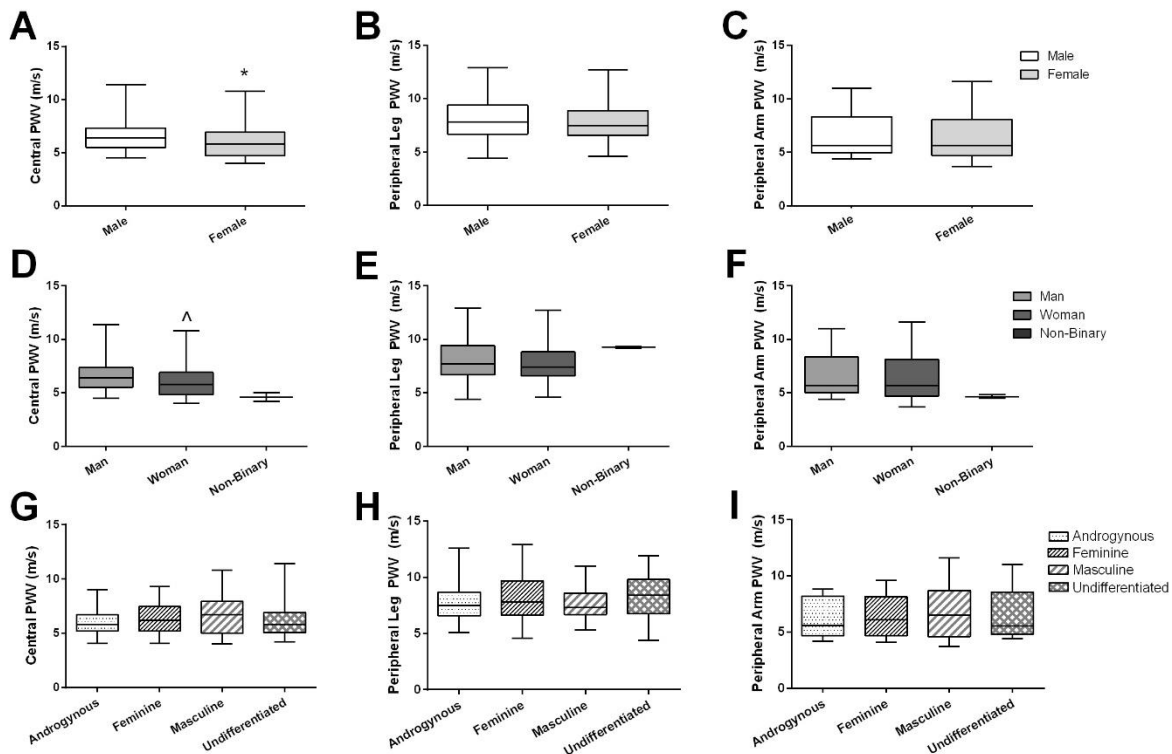 A
Central PWV (m/s)
15
10
5
0
*
Male
Female
B
Peripheral Leg PWV (m/s)
15
10
5
0
Male
Female
C
Peripheral Arm PWV (m/s)
15
10
5
0
Male
Female
Male
Female
D
Central PWV (m/s)
15
10
5
0
^
Man
Woman
Non-Binary
E
Peripheral Leg PWV (m/s)
15
10
5
0
Man
Woman
Non-Binary
F
Peripheral Arm PWV (m/s)
15
10
5
0
Man
Woman
Non-Binary
Man
Woman
Non-Binary
G
Central PWV (m/s)
15
10
5
0
Androgynous
Feminine
Masculine
Undifferentiated
H
Peripheral Leg PWV (m/s)
15
10
5
0
Androgynous
Feminine
Masculine
Undifferentiated
I
Peripheral Arm PWV (m/s)
15
10
5
0
Androgynous
Feminine
Masculine
Undifferentiated
Androgynous
Feminine
Masculine
Undifferentiated